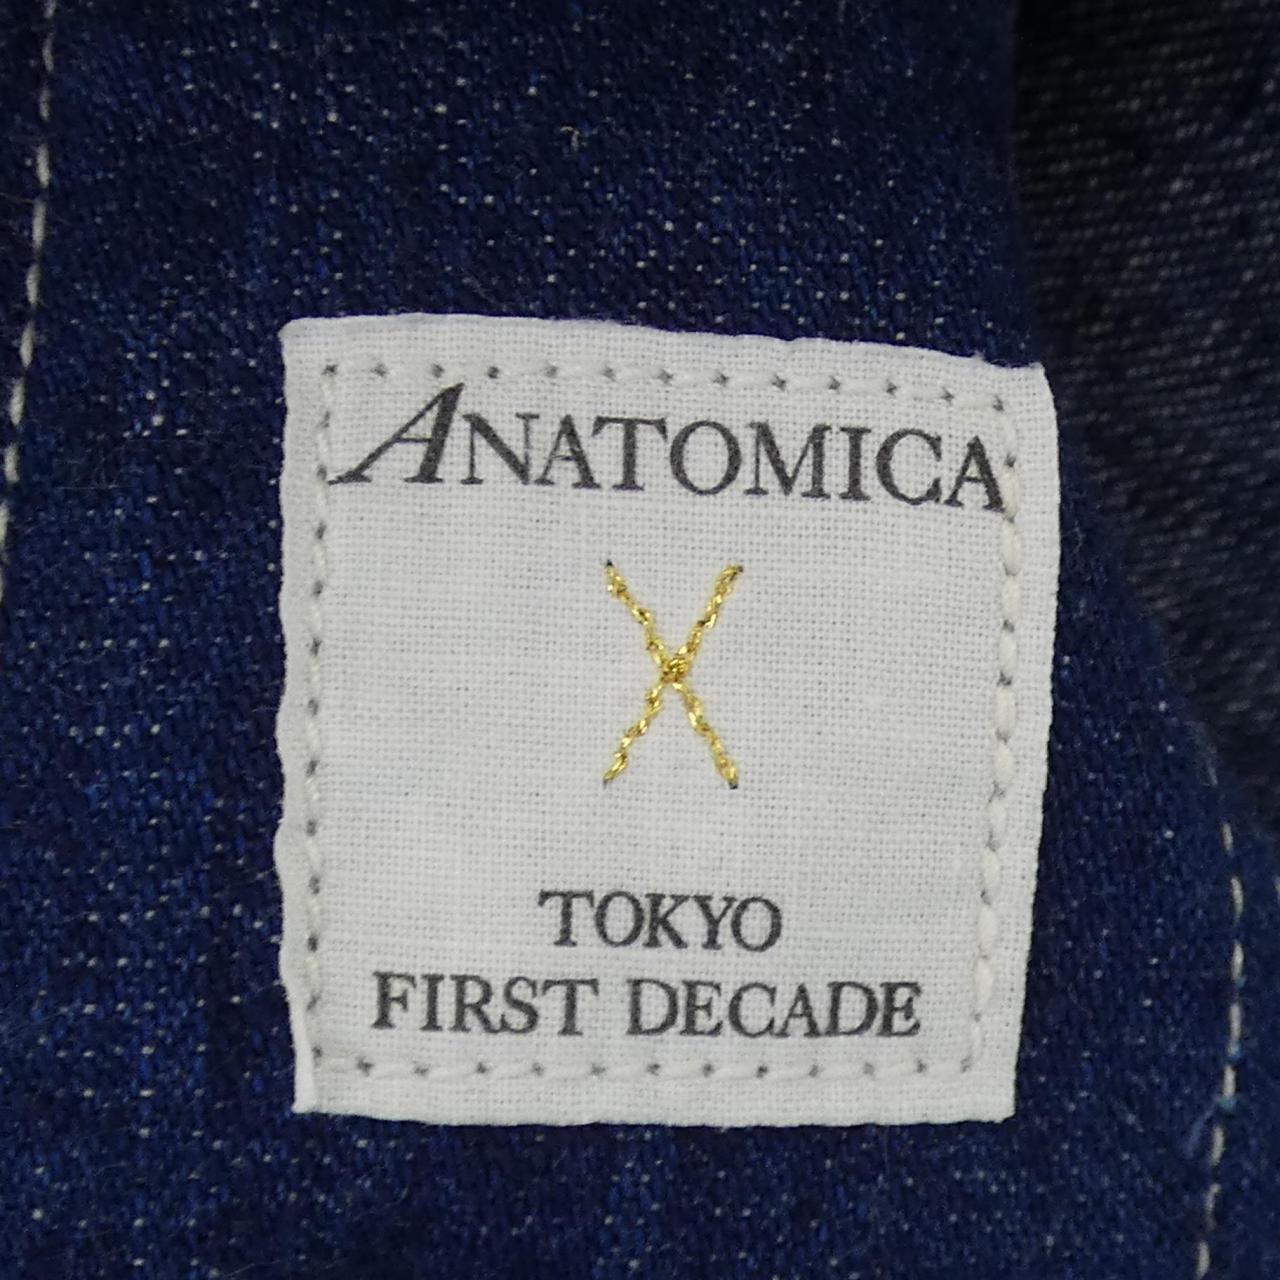 ANATOMICA
X
TOKYO
FIRST DECADE